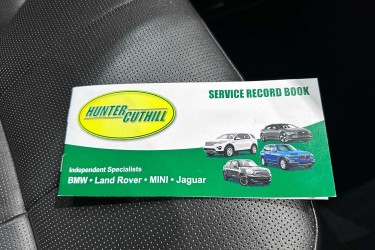 SERVICE RECORD BOOK
HUNTER
CUTHILL
Independent Specialists
BMW • Land Rover • MINI • Jaguar